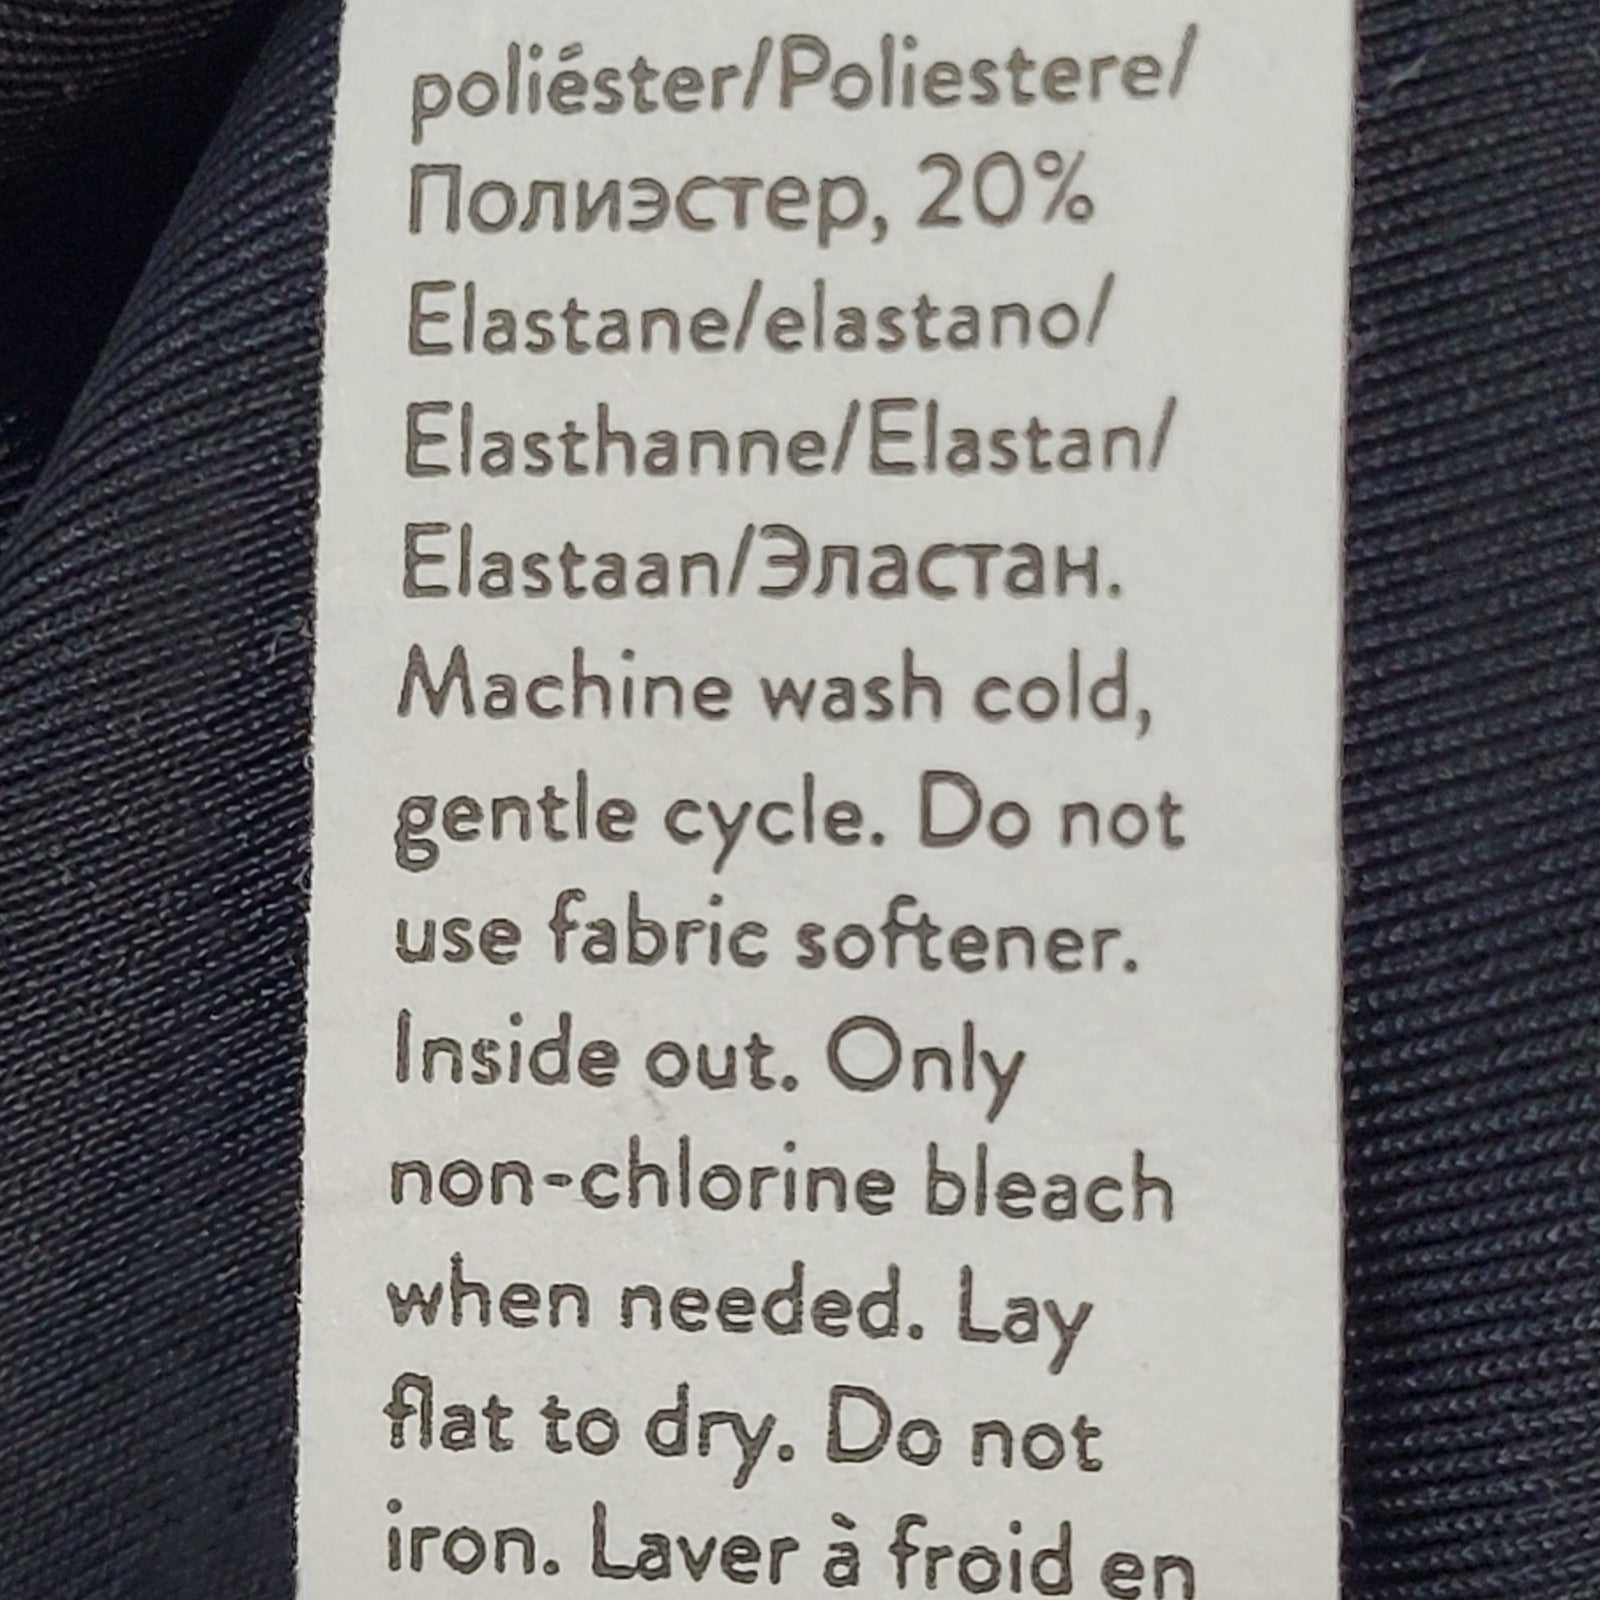 poliéster/Poliestere/
Полиэстер, 20%
Elastane/elastano/
Elasthanne/Elastan/
Elastaan/Эластан.
Machine wash cold,
gentle cycle. Do not
use fabric softener.
Inside out. Only
non-chlorine bleach
when needed. Lay
flat to dry. Do not
iron. Laver à froid en